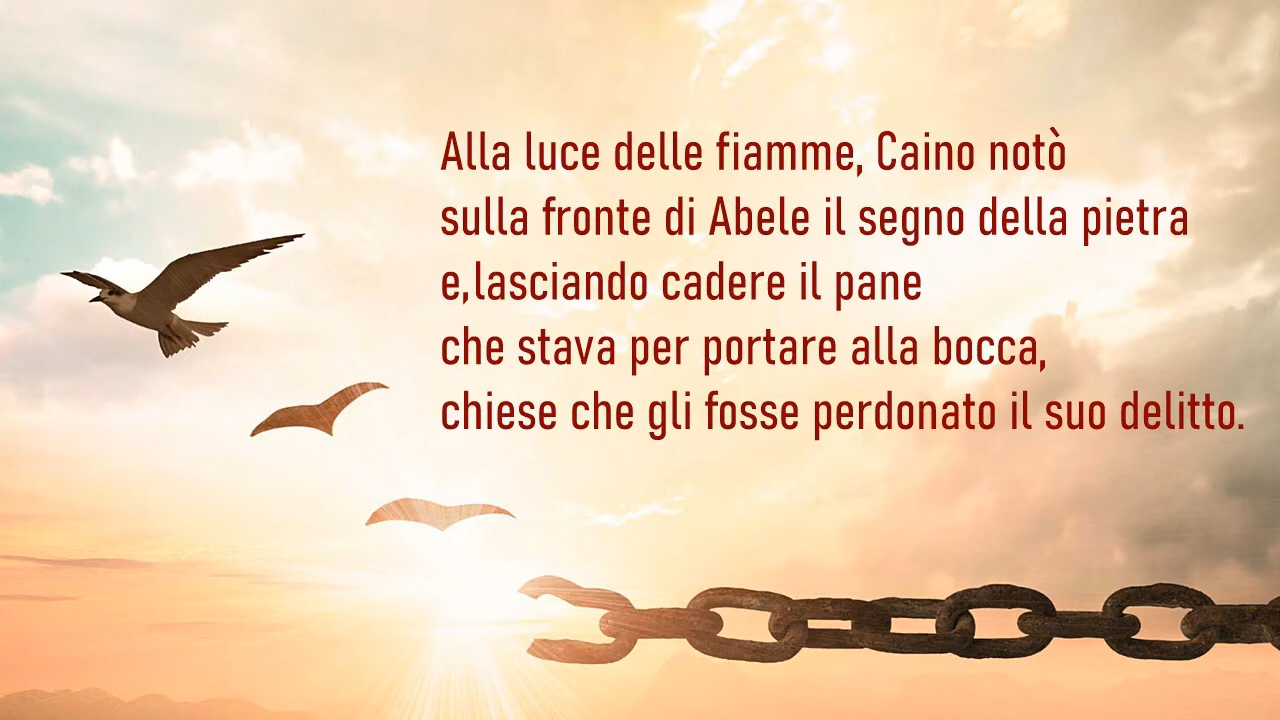 Alla luce delle fiamme, Caino notò
sulla fronte di Abele il segno della pietra
e,lasciando cadere il pane
che stava per portare alla bocca,
chiese che gli fosse perdonato il suo delitto.